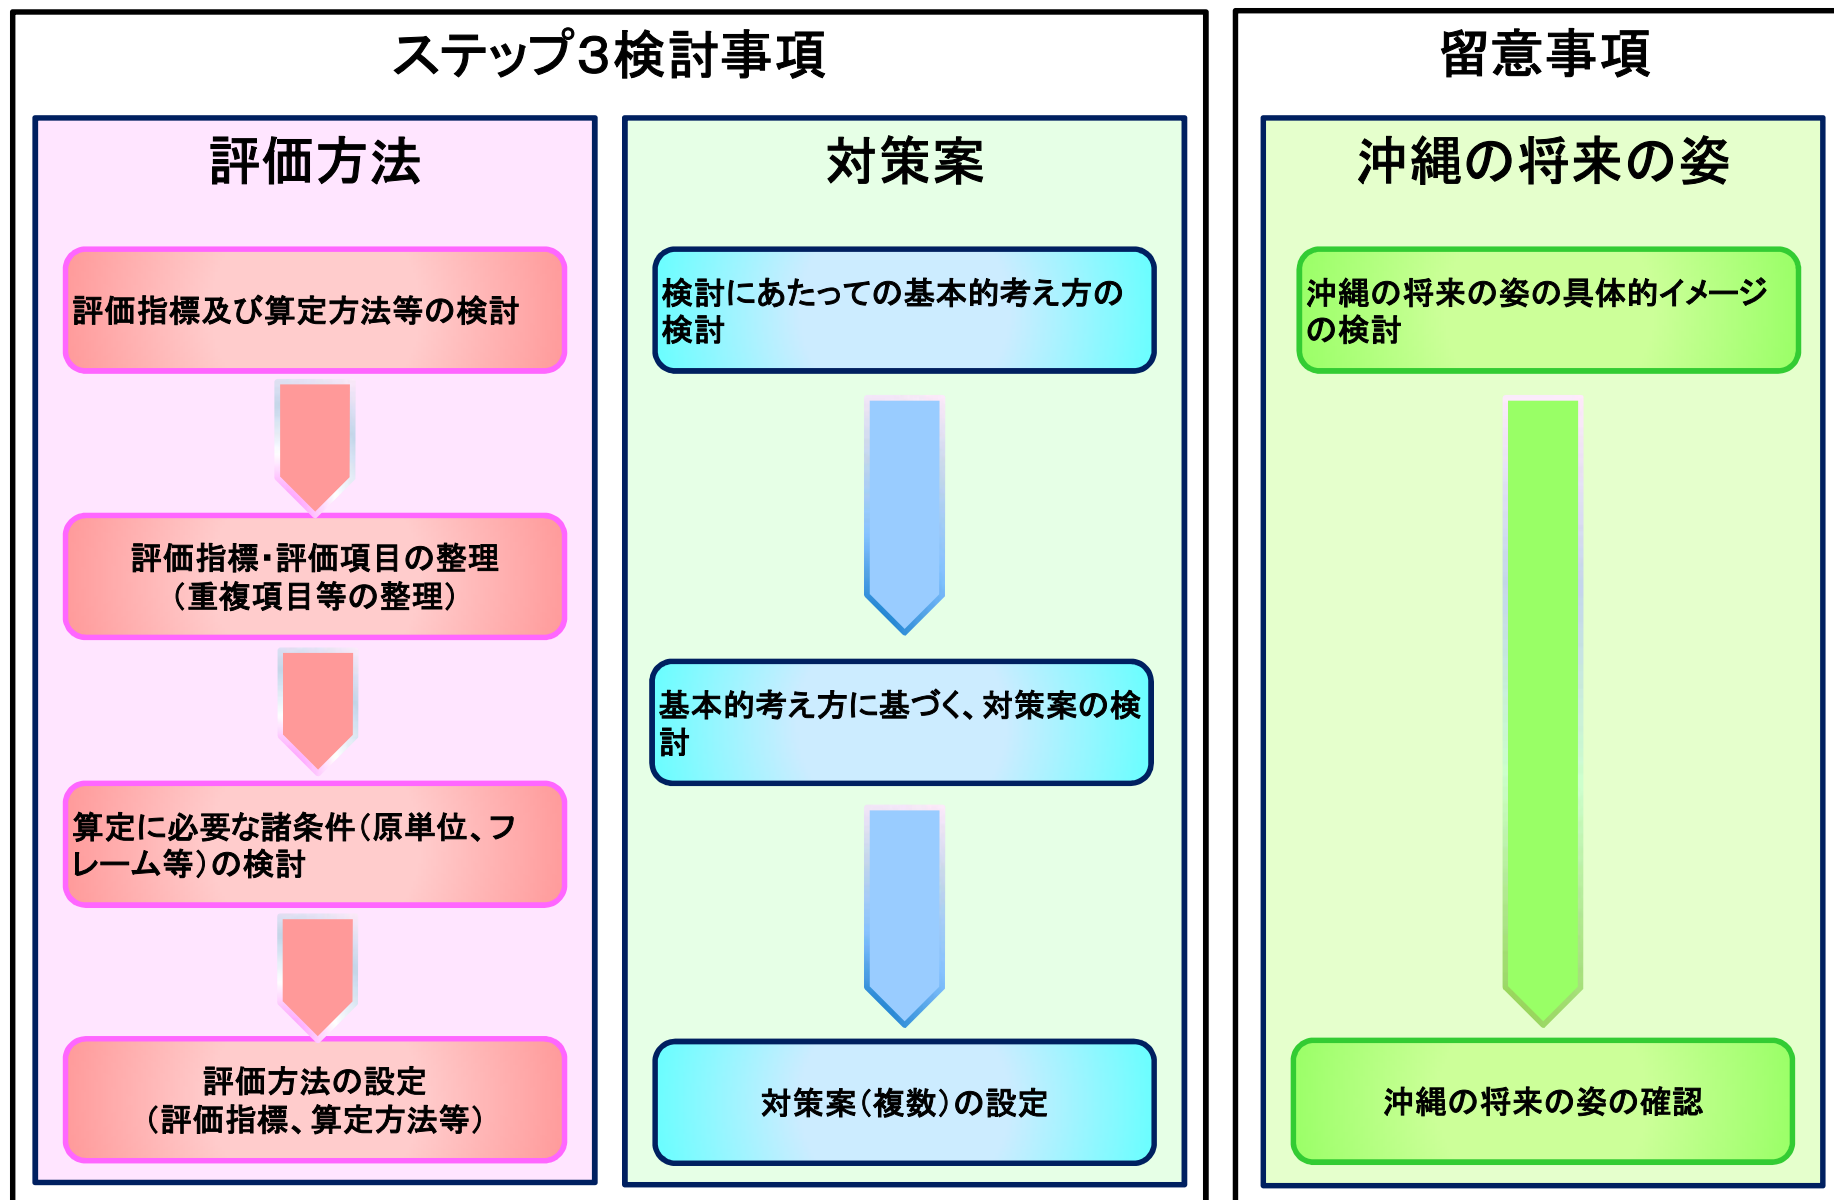 ステップ３検討事項
評価方法
評価指標及び算定方法等の検討
評価指標・評価項目の整理
（重複項目等の整理）
算定に必要な諸条件（原単位、フ
レーム等）の検討
評価方法の設定
（評価指標、算定方法等）
対策案
検討にあたっての基本的考え方の
検討
基本的考え方に基づく、対策案の検
討
対策案（複数）の設定
留意事項
沖縄の将来の姿
沖縄の将来の姿の具体的イメージ
の検討
沖縄の将来の姿の確認